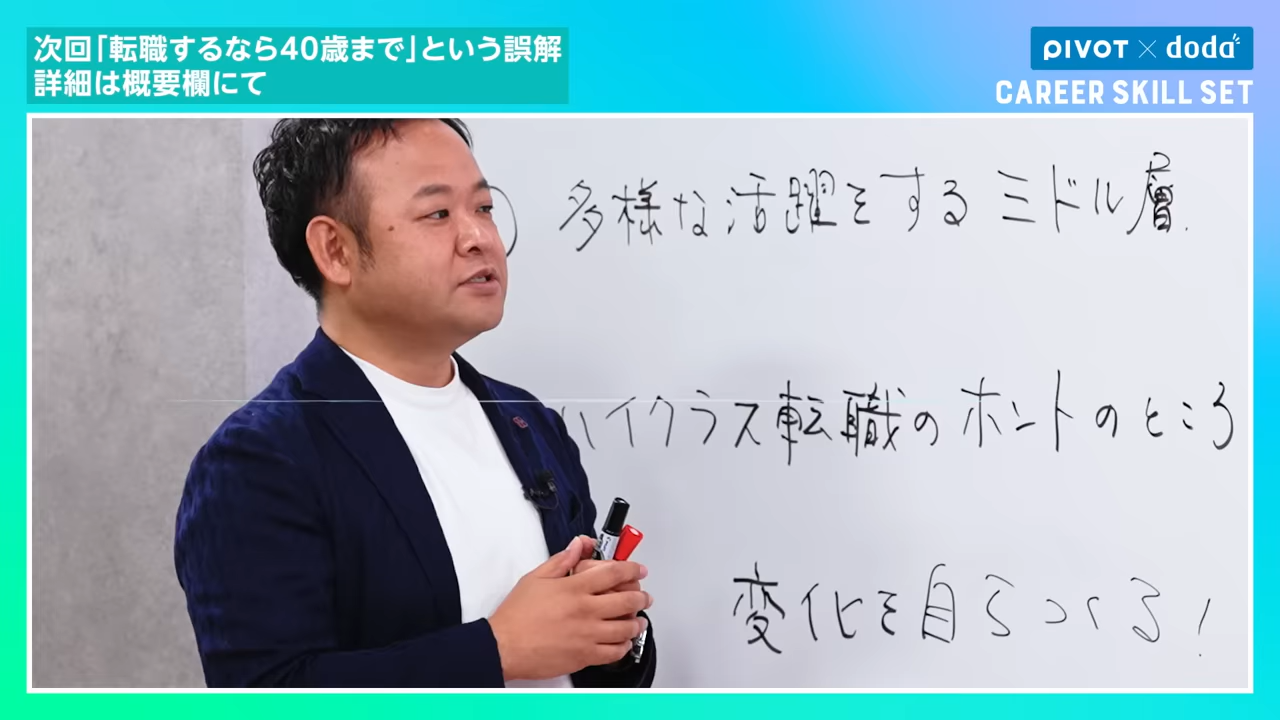 次回「転職するなら40歳まで」という誤解
詳細は概要欄にて
PIVOT × doda
CAREER SKILL SET
多様な活躍をするミドル層.
ハイクラス転職のホントのところ
変化を自らつくる!